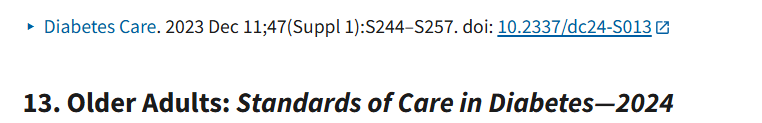 Diabetes Care. 2023 Dec 11;47(Suppl 1):S244–S257. doi: 10.2337/dc24-S013
13. Older Adults: Standards of Care in Diabetes—2024